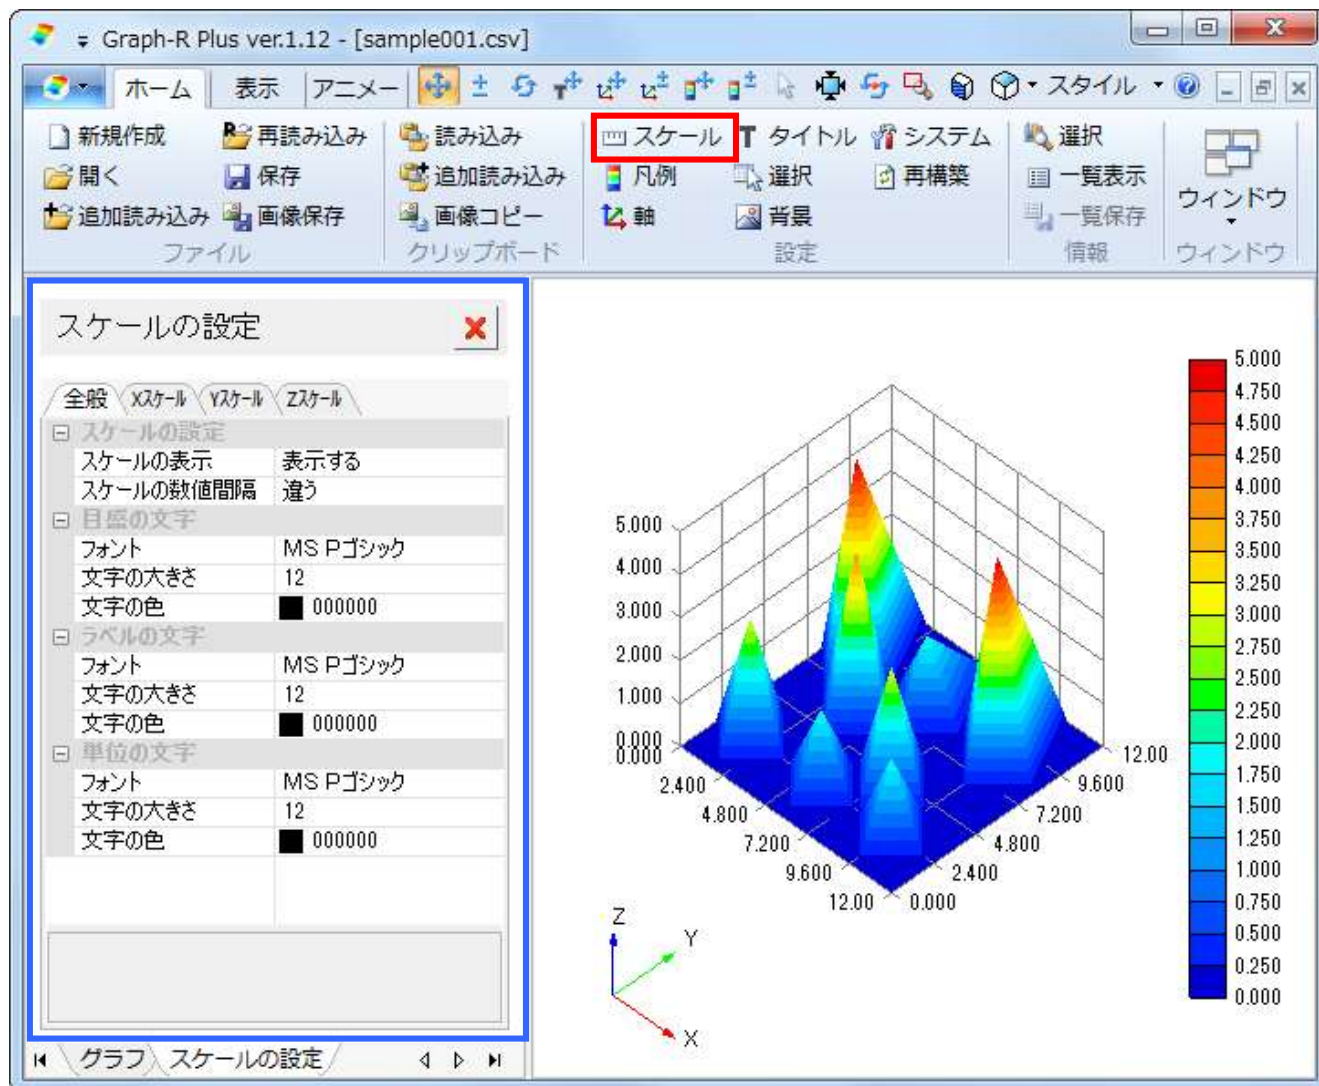 Graph-R Plus ver.1.12 - [sample001.csv]
ホーム 表示 アニメー スタイル
新規作成 再読み込み 読み込み スケール タイトル システム 選択
開く 保存 追加読み込み 凡例 選択 再構築 一覧表示
追加読み込み 画像保存 画像コピー 軸 背景 一覧保存
ウィンドウ
ファイル クリップボード 設定 情報 ウィンドウ
スケールの設定
全般 Xスケール Yスケール Zスケール
スケールの設定
スケールの表示 表示する
スケールの数値間隔 違う
目盛の文字
フォント MS Pゴシック
文字の大きさ 12
文字の色 000000
ラベルの文字
フォント MS Pゴシック
文字の大きさ 12
文字の色 000000
単位の文字
フォント MS Pゴシック
文字の大きさ 12
文字の色 000000
グラフ スケールの設定
5.000
4.000
3.000
2.000
1.000
0.000
0.000
2.400
4.800
7.200
9.600
12.00
0.000
2.400
4.800
7.200
9.600
12.00
Z
Y
X
5.000
4.750
4.500
4.250
4.000
3.750
3.500
3.250
3.000
2.750
2.500
2.250
2.000
1.750
1.500
1.250
1.000
0.750
0.500
0.250
0.000